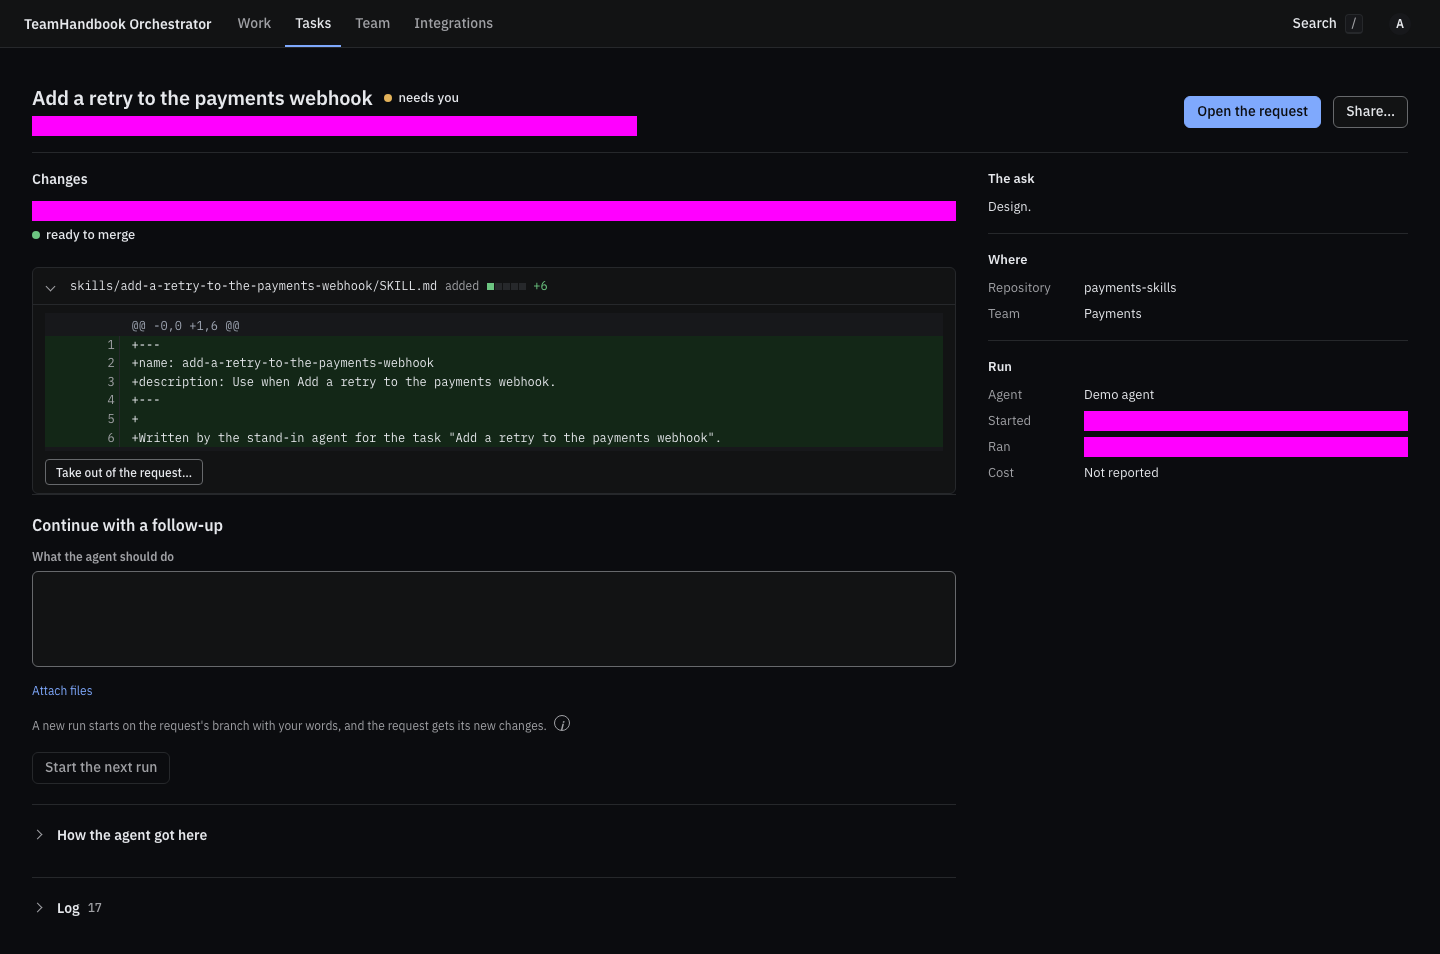 TeamHandbook Orchestrator Work Tasks Team Integrations Search / A
Add a retry to the payments webhook needs you
Open the request Share...
Changes
ready to merge
skills/add-a-retry-to-the-payments-webhook/SKILL.md added +6
@@ -0,0 +1,6 @@
1 +---
2 +name: add-a-retry-to-the-payments-webhook
3 +description: Use when Add a retry to the payments webhook.
4 +---
5 +
6 +Written by the stand-in agent for the task "Add a retry to the payments webhook".
Take out of the request...
Continue with a follow-up
What the agent should do
Attach files
A new run starts on the request's branch with your words, and the request gets its new changes. i
Start the next run
How the agent got here
Log 17
The ask
Design.
Where
Repository payments-skills
Team Payments
Run
Agent Demo agent
Started
Ran
Cost Not reported